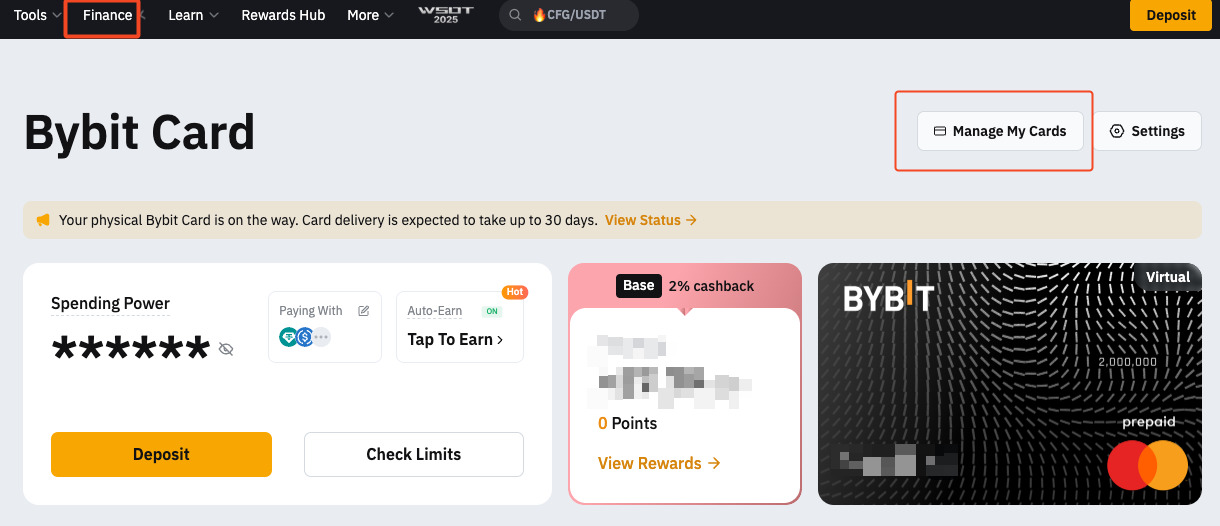 Tools Finance Learn Rewards Hub More WSOT 2025 CFG/USDT Deposit
Bybit Card
Manage My Cards
Settings
Your physical Bybit Card is on the way. Card delivery is expected to take up to 30 days. View Status →
Spending Power
******
Paying With
Hot
Auto-Earn ON
Tap To Earn >
Deposit
Check Limits
Base 2% cashback
0 Points
View Rewards →
Virtual
BYBIT
2,000,000
prepaid